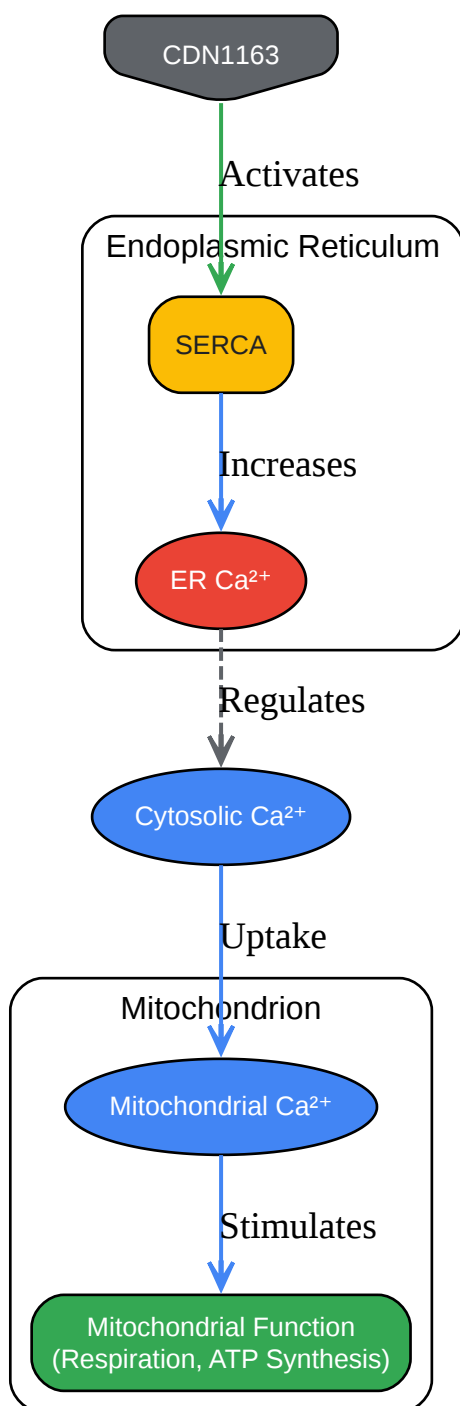 CDN1163
Activates
Endoplasmic Reticulum
SERCA
Increases
ER Ca²⁺
Regulates
Cytosolic Ca²⁺
Uptake
Mitochondrion
Mitochondrial Ca²⁺
Stimulates
Mitochondrial Function
(Respiration, ATP Synthesis)